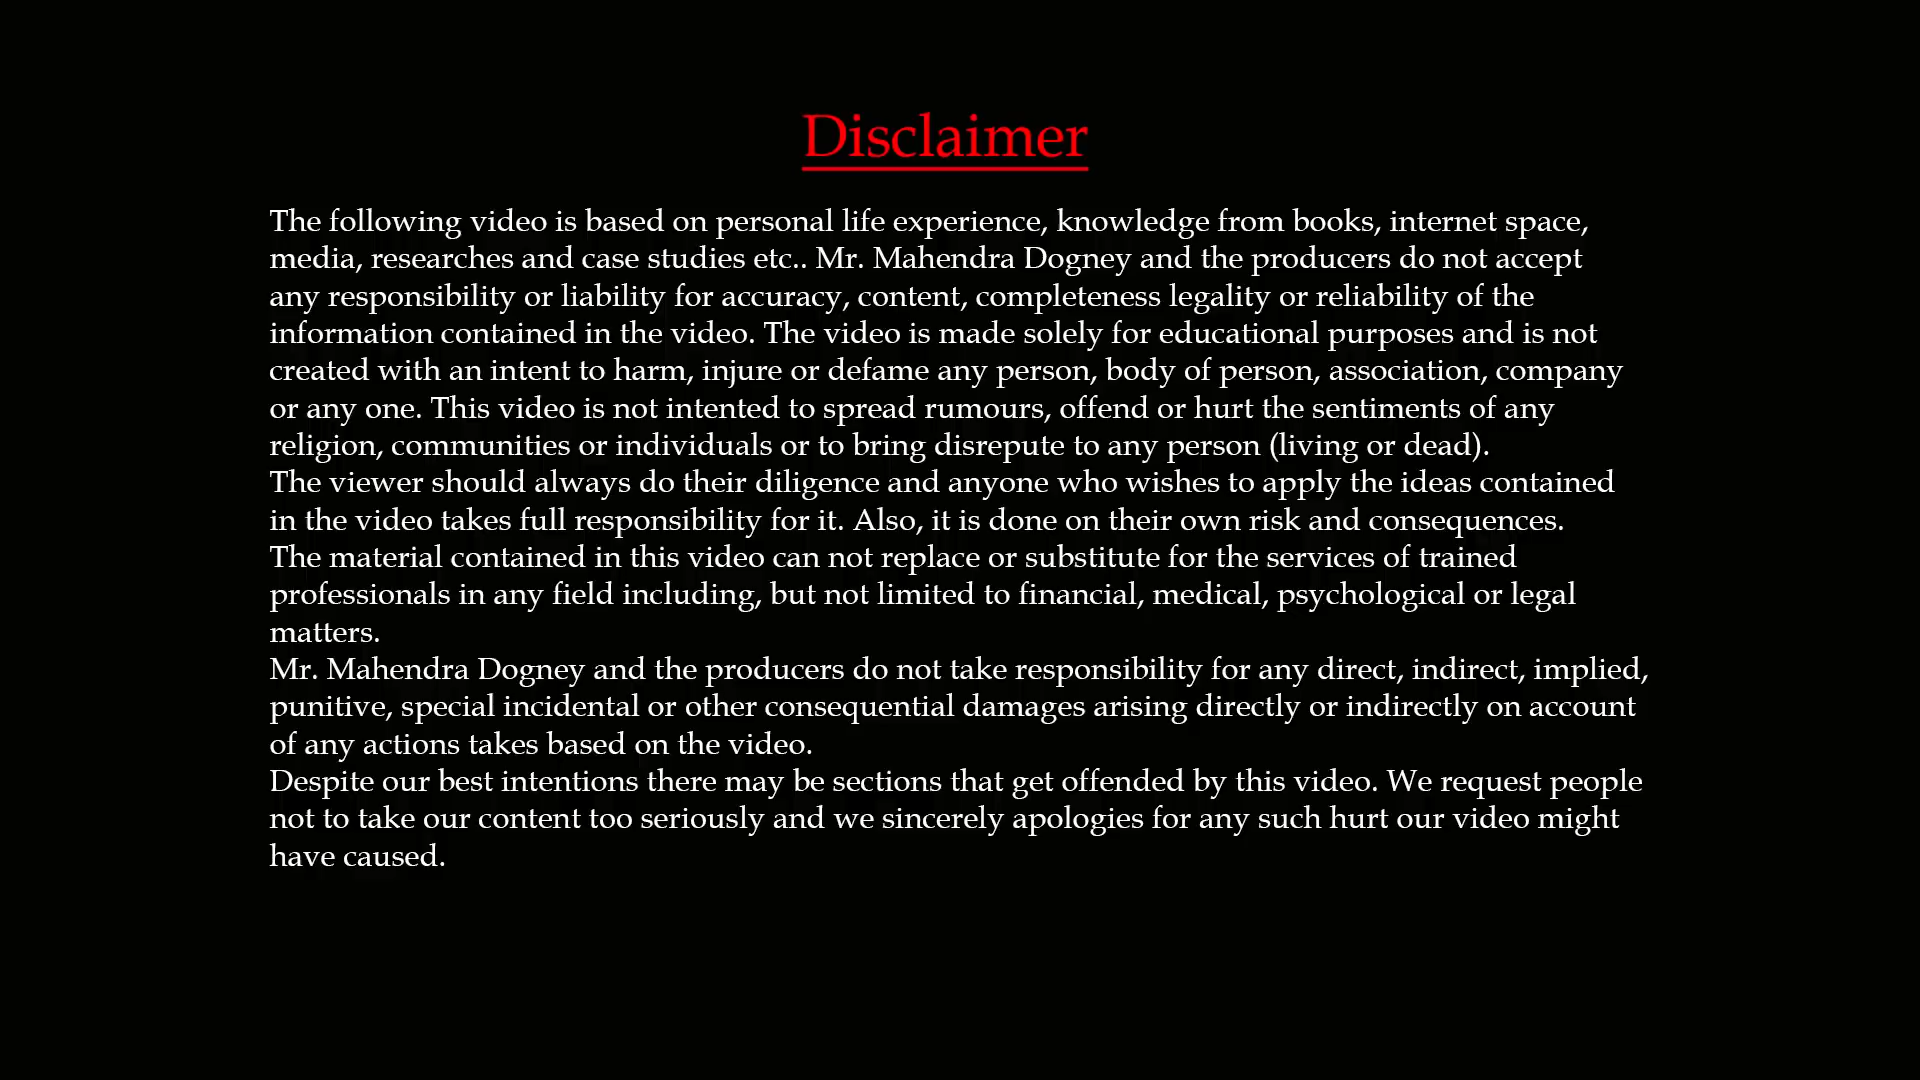 Disclaimer
The following video is based on personal life experience, knowledge from books, internet space,
media, researches and case studies etc.. Mr. Mahendra Dogney and the producers do not accept
any responsibility or liability for accuracy, content, completeness legality or reliability of the
information contained in the video. The video is made solely for educational purposes and is not
created with an intent to harm, injure or defame any person, body of person, association, company
or any one. This video is not intented to spread rumours, offend or hurt the sentiments of any
religion, communities or individuals or to bring disrepute to any person (living or dead).
The viewer should always do their diligence and anyone who wishes to apply the ideas contained
in the video takes full responsibility for it. Also, it is done on their own risk and consequences.
The material contained in this video can not replace or substitute for the services of trained
professionals in any field including, but not limited to financial, medical, psychological or legal
matters.
Mr. Mahendra Dogney and the producers do not take responsibility for any direct, indirect, implied,
punitive, special incidental or other consequential damages arising directly or indirectly on account
of any actions takes based on the video.
Despite our best intentions there may be sections that get offended by this video. We request people
not to take our content too seriously and we sincerely apologies for any such hurt our video might
have caused.